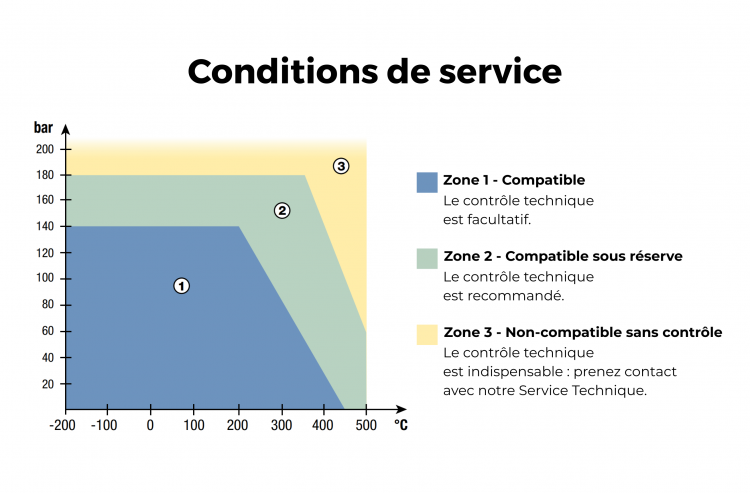 Conditions de service
bar
200
180
160
140
120
100
80
60
40
20
-200 -100 0 100 200 300 400 500 °C
1
2
3
Zone 1 - Compatible
Le contrôle technique
est facultatif.
Zone 2 - Compatible sous réserve
Le contrôle technique
est recommandé.
Zone 3 - Non-compatible sans contrôle
Le contrôle technique
est indispensable : prenez contact
avec notre Service Technique.